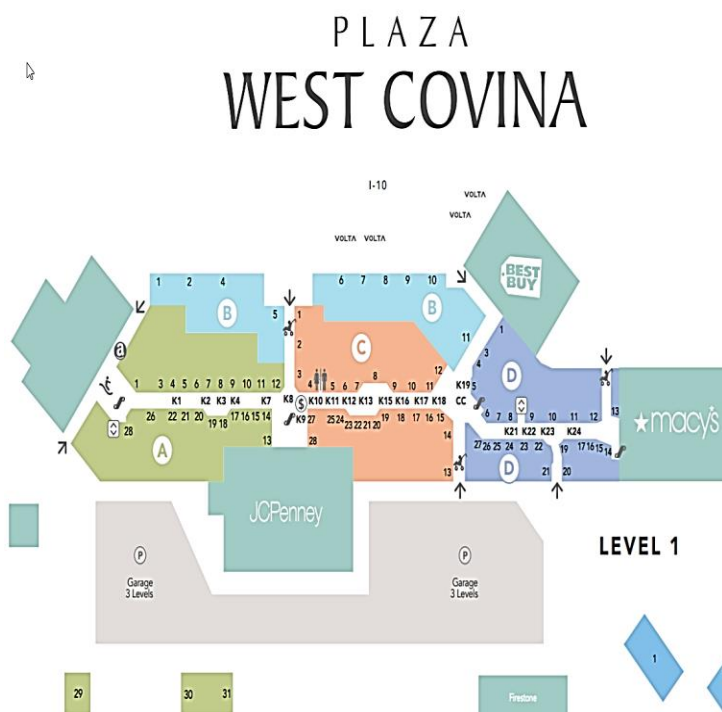 PLAZA
WEST COVINA
I-10
VOLTA
VOLTA
VOLTA VOLTA
BEST
BUY
1 2 4
6 7 8 9 10
B 5
B
11
1
2
3
C
12
1
3
4
D
@
1 3 4 5 6 7 8 9 10 11 12
4 5 6 7 8 9 10 11
K19
5
K1 K2 K3 K4 K7 K8 $ K10 K11 K12 K13 K15 K16 K17 K18 CC
6 7 8 9 10 11 12 13
26 22 21 20 19 18 17 16 15 14 13
K9 27 28 25 24 23 22 21 20 19 18 17 16 15 14 13
K21 K22 K23 K24
27 26 25 24 23 22 21 20 19 17 16 15 14
28
A
D
★macy's
JCPenney
P
Garage
3 Levels
P
Garage
3 Levels
LEVEL 1
1
29
30 31
Firestone